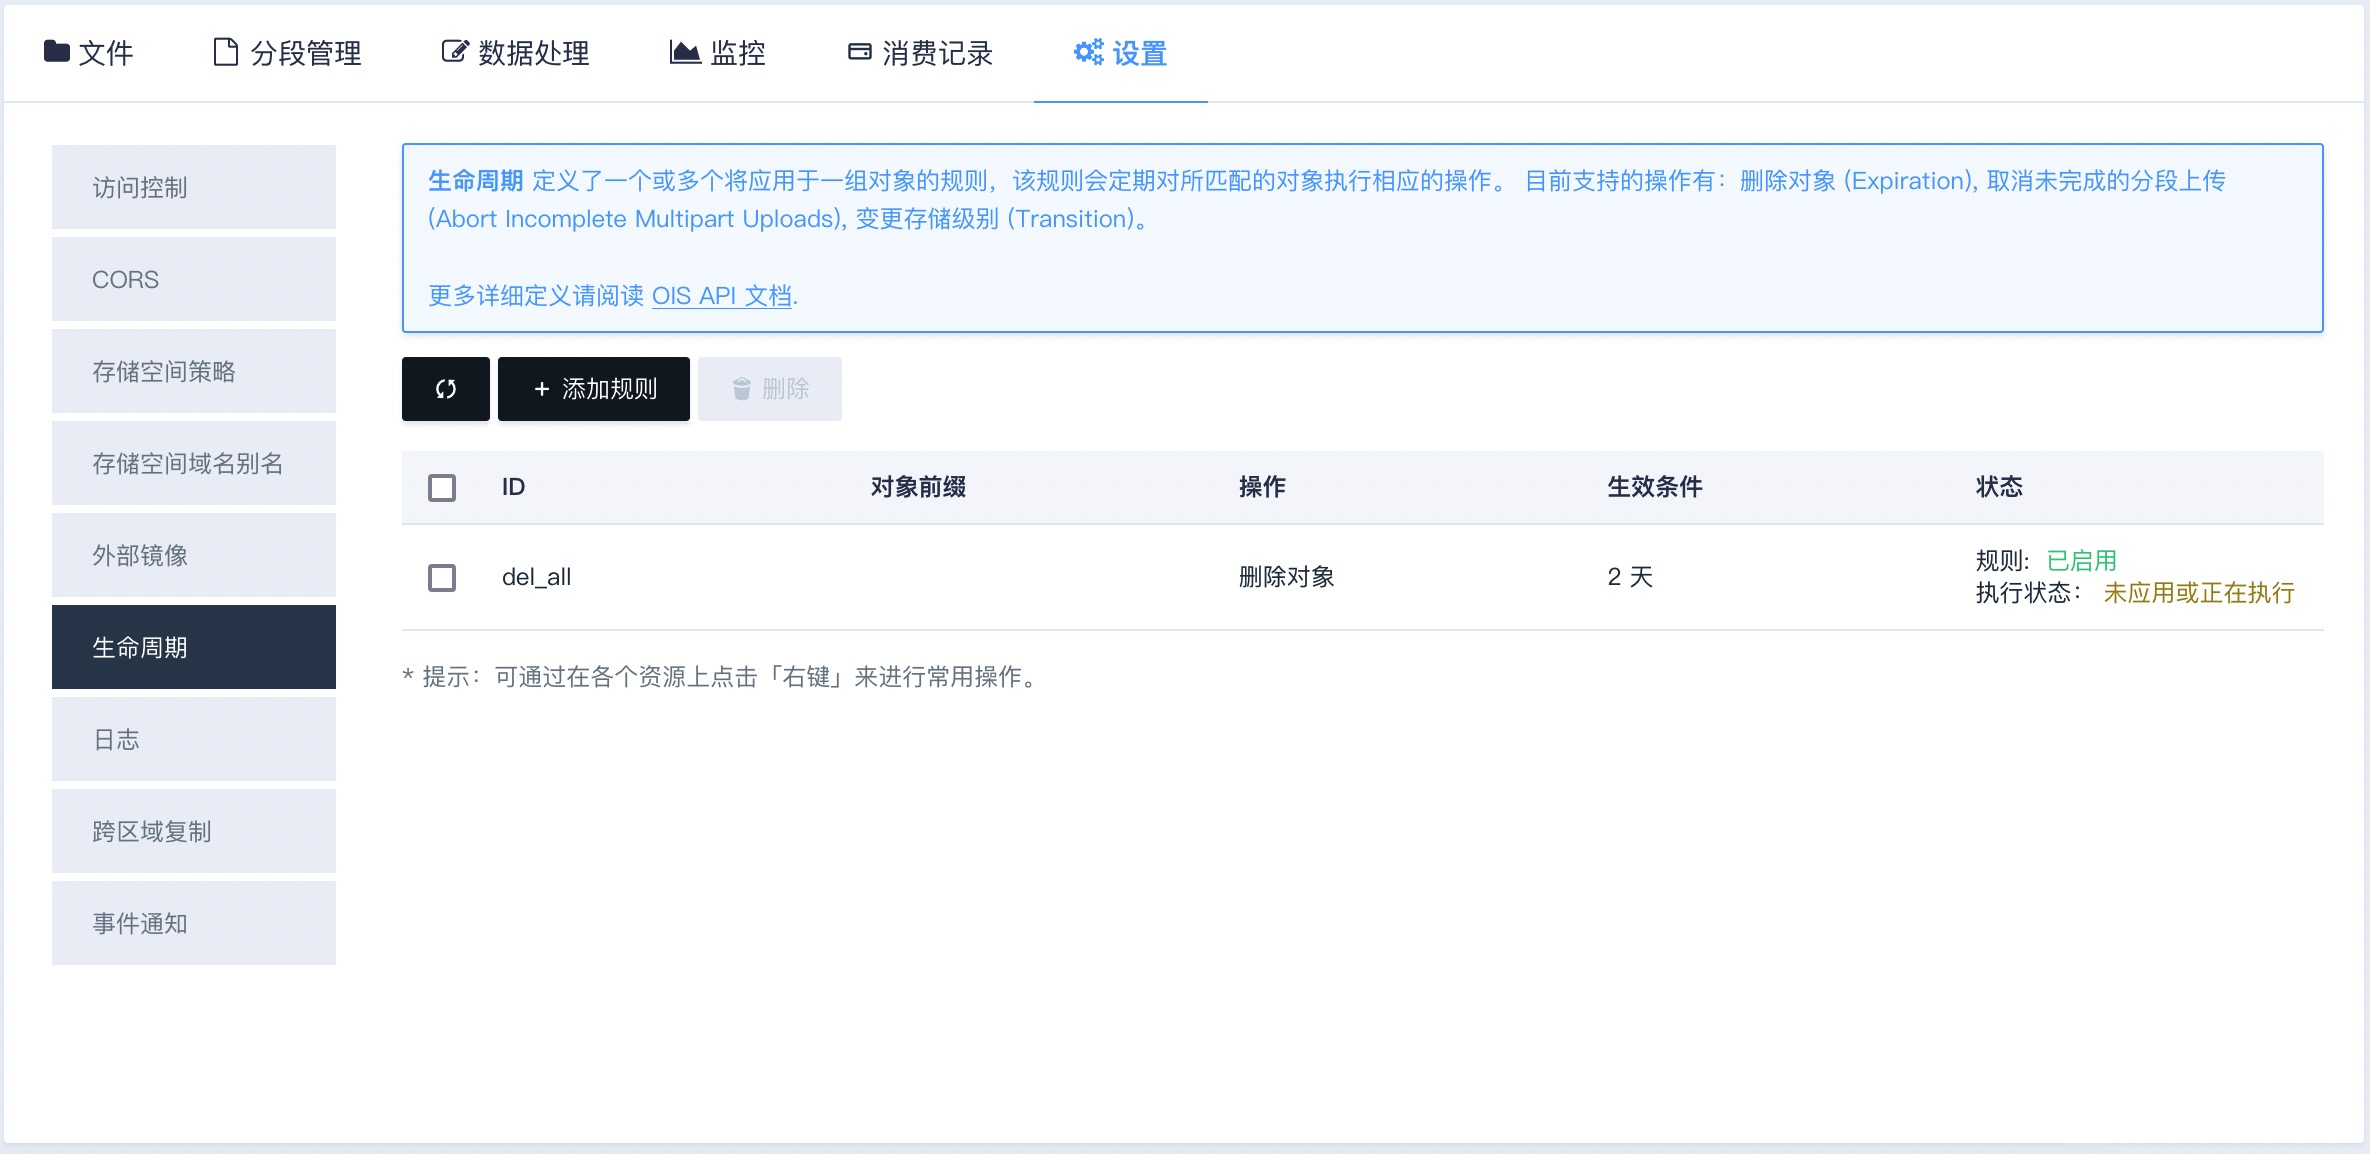 文件 分段管理 数据处理 监控 消费记录 设置
访问控制
CORS
存储空间策略
存储空间域名别名
外部镜像
生命周期
日志
跨区域复制
事件通知
生命周期 定义了一个或多个将应用于一组对象的规则，该规则会定期对所匹配的对象执行相应的操作。 目前支持的操作有：删除对象 (Expiration), 取消未完成的分段上传
(Abort Incomplete Multipart Uploads), 变更存储级别 (Transition)。
更多详细定义请阅读 OIS API 文档.
+ 添加规则 删除
ID 对象前缀 操作 生效条件 状态
del_all 删除对象 2 天 规则: 已启用
执行状态： 未应用或正在执行
* 提示：可通过在各个资源上点击「右键」来进行常用操作。